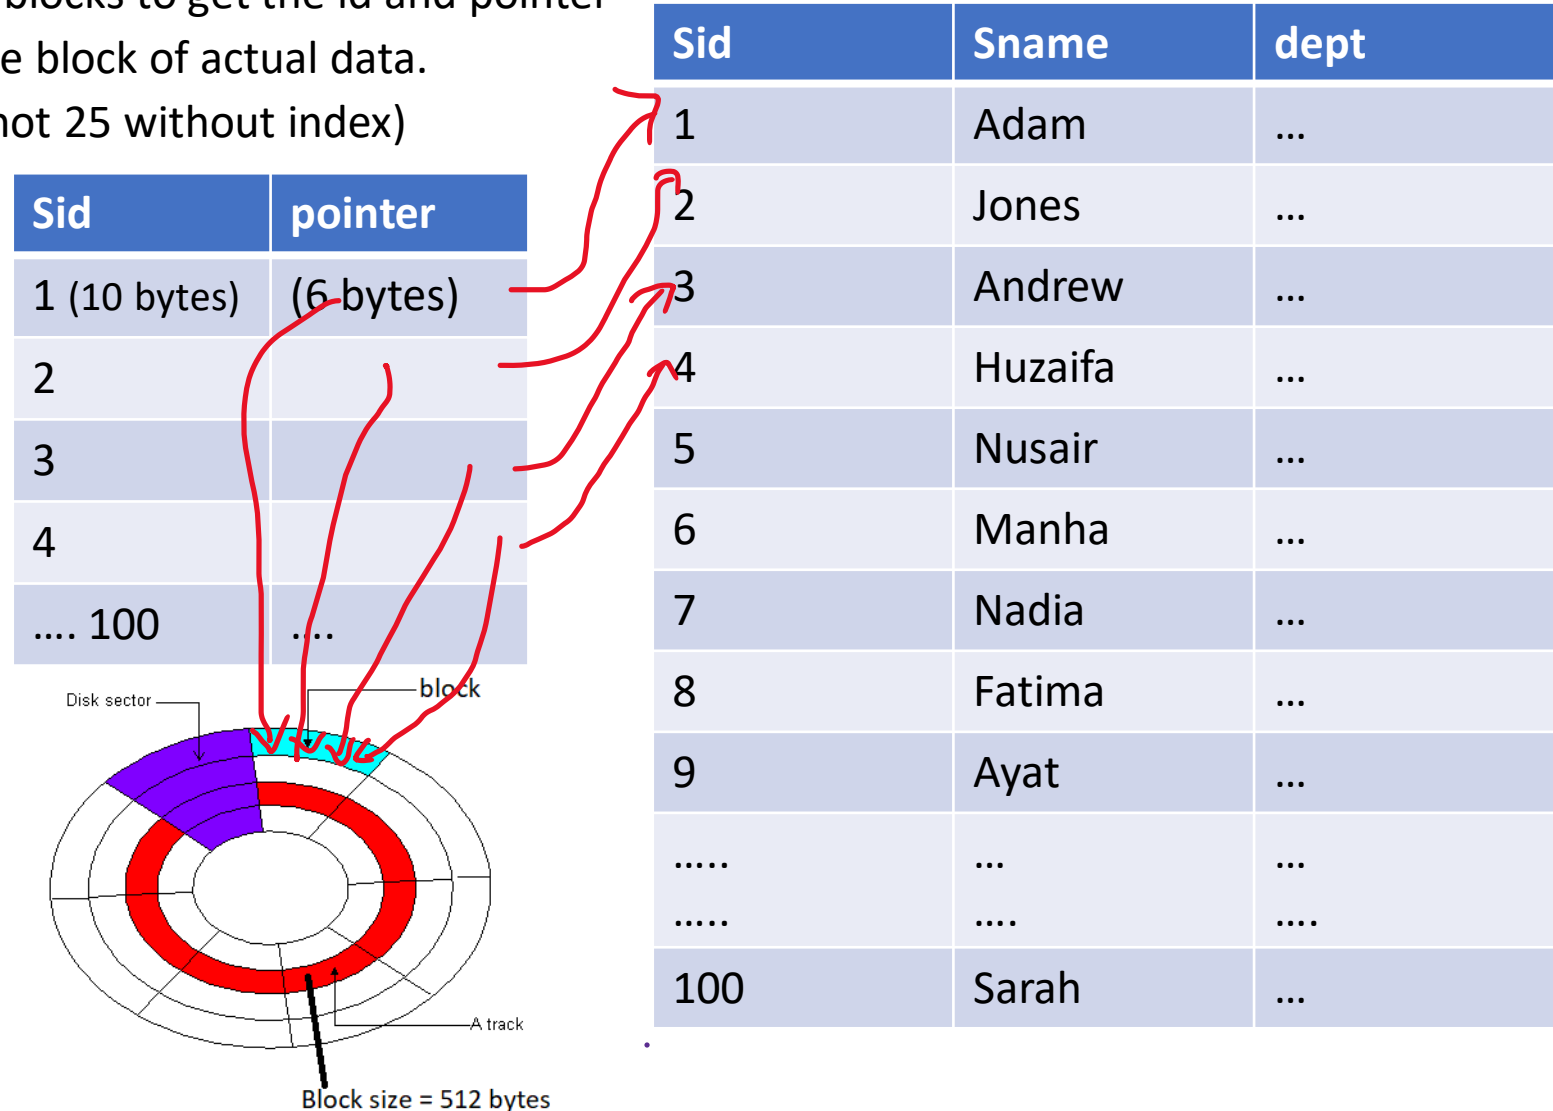 blocks to get the id and pointer
e block of actual data.
not 25 without index)
Sid pointer
1 (10 bytes) (6 bytes)
2
3
4
.... 100 ....
Disk sector
block
A track
Block size = 512 bytes
Sid Sname dept
1 Adam ...
2 Jones ...
3 Andrew ...
4 Huzaifa ...
5 Nusair ...
6 Manha ...
7 Nadia ...
8 Fatima ...
9 Ayat ...
..... ... ...
..... .... ....
100 Sarah ...